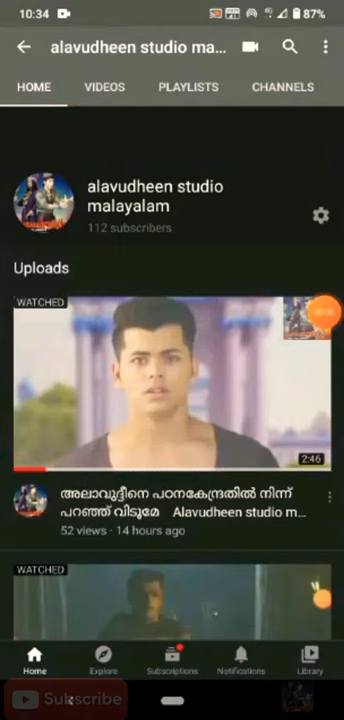 10:34
87%
alavudheen studio ma...
HOME
VIDEOS
PLAYLISTS
CHANNELS
alavudheen studio
malayalam
112 subscribers
Uploads
WATCHED
2:46
അലാവുദ്ദീനെ പഠനകേന്ദ്രതിൽ നിന്ന്
പറഞ്ഞ് വിടുമേ Alavudheen studio m...
52 views · 14 hours ago
WATCHED
Home
Explore
Subscriptions
Notifications
Library
Subscribe